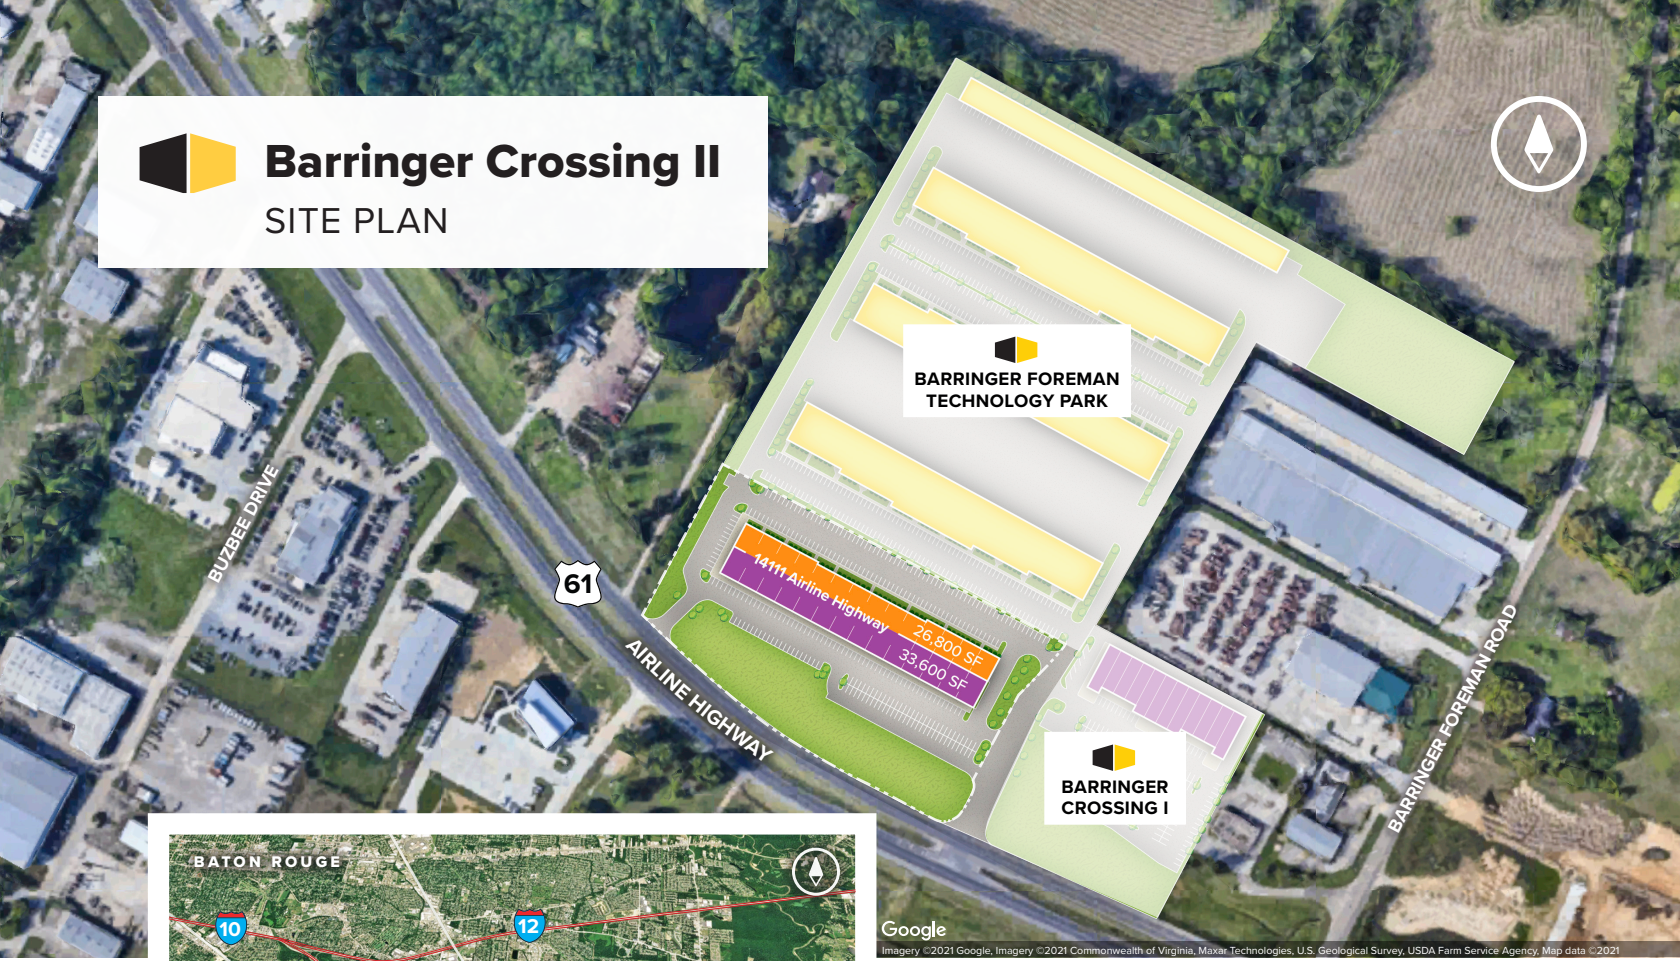 Barringer Crossing II
SITE PLAN
BARRINGER FOREMAN
TECHNOLOGY PARK
BUZBEE DRIVE
61
14111 Airline Highway
26,800 SF
33,600 SF
AIRLINE HIGHWAY
BARRINGER FOREMAN ROAD
BARRINGER
CROSSING I
BATON ROUGE
10
12
Google
Imagery ©2021 Google, Imagery ©2021 Commonwealth of Virginia, Maxar Technologies, U.S. Geological Survey, USDA Farm Service Agency, Map data ©2021